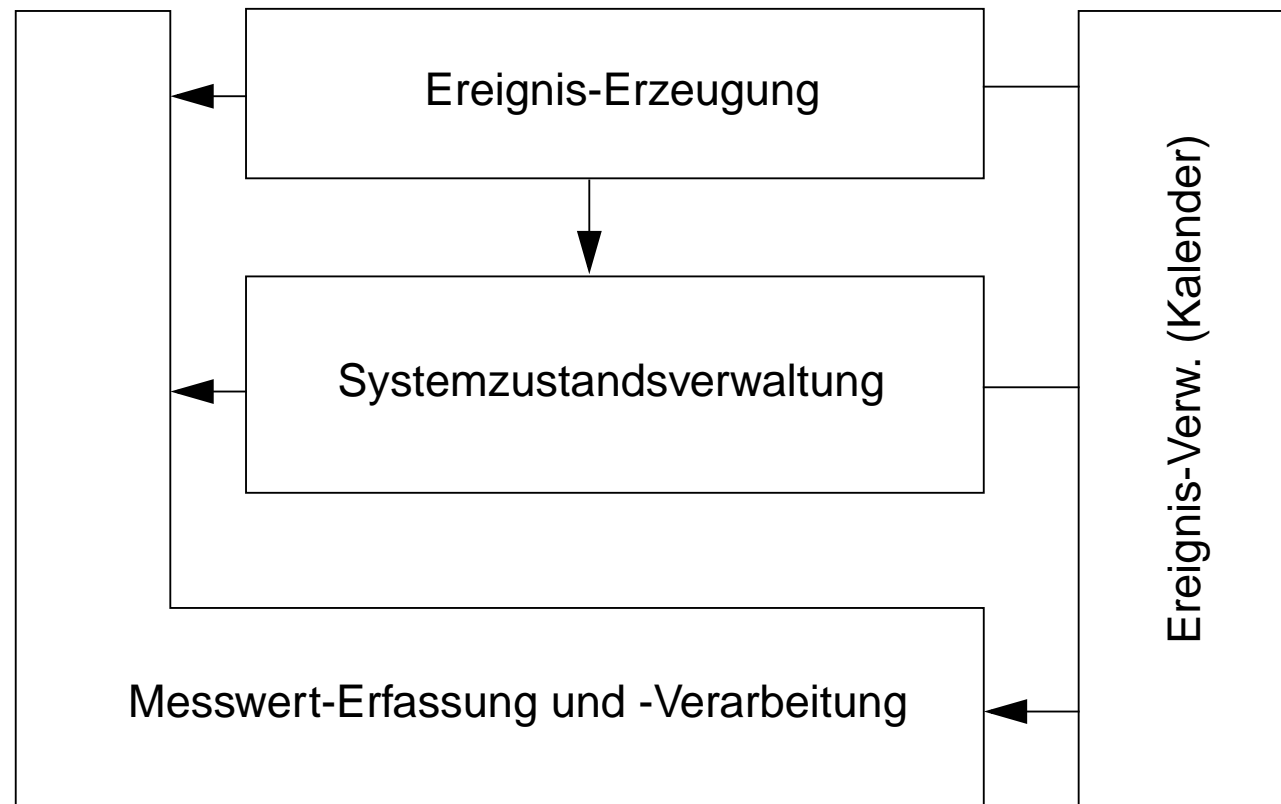 Ereignis-Erzeugung
Systemzustandsverwaltung
Messwert-Erfassung und -Verarbeitung
Ereignis-Verw. (Kalender)